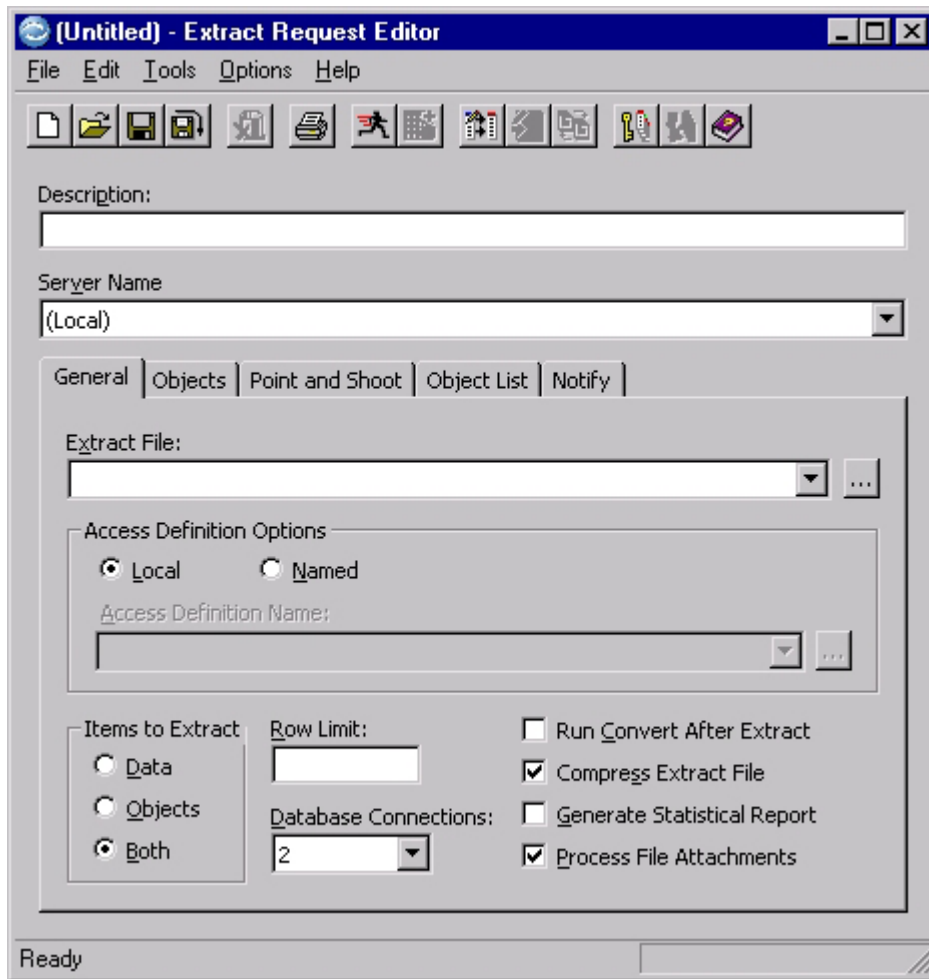 (Untitled) - Extract Request Editor
File Edit Tools Options Help
Description:
Server Name
(Local)
General Objects Point and Shoot Object List Notify
Extract File:
...
Access Definition Options
Local Named
Access Definition Name:
...
Items to Extract
Data
Objects
Both
Row Limit:
Database Connections:
2
Run Convert After Extract
Compress Extract File
Generate Statistical Report
Process File Attachments
Ready